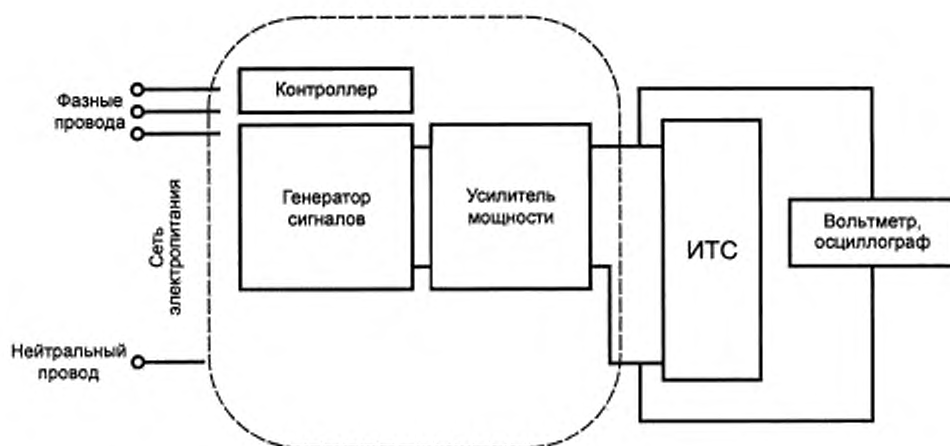 Контроллер
Фазные
провода
Генератор
сигналов
Усилитель
мощности
ИТС
Вольтметр,
осциллограф
Сеть
электропитания
Нейтральный
провод